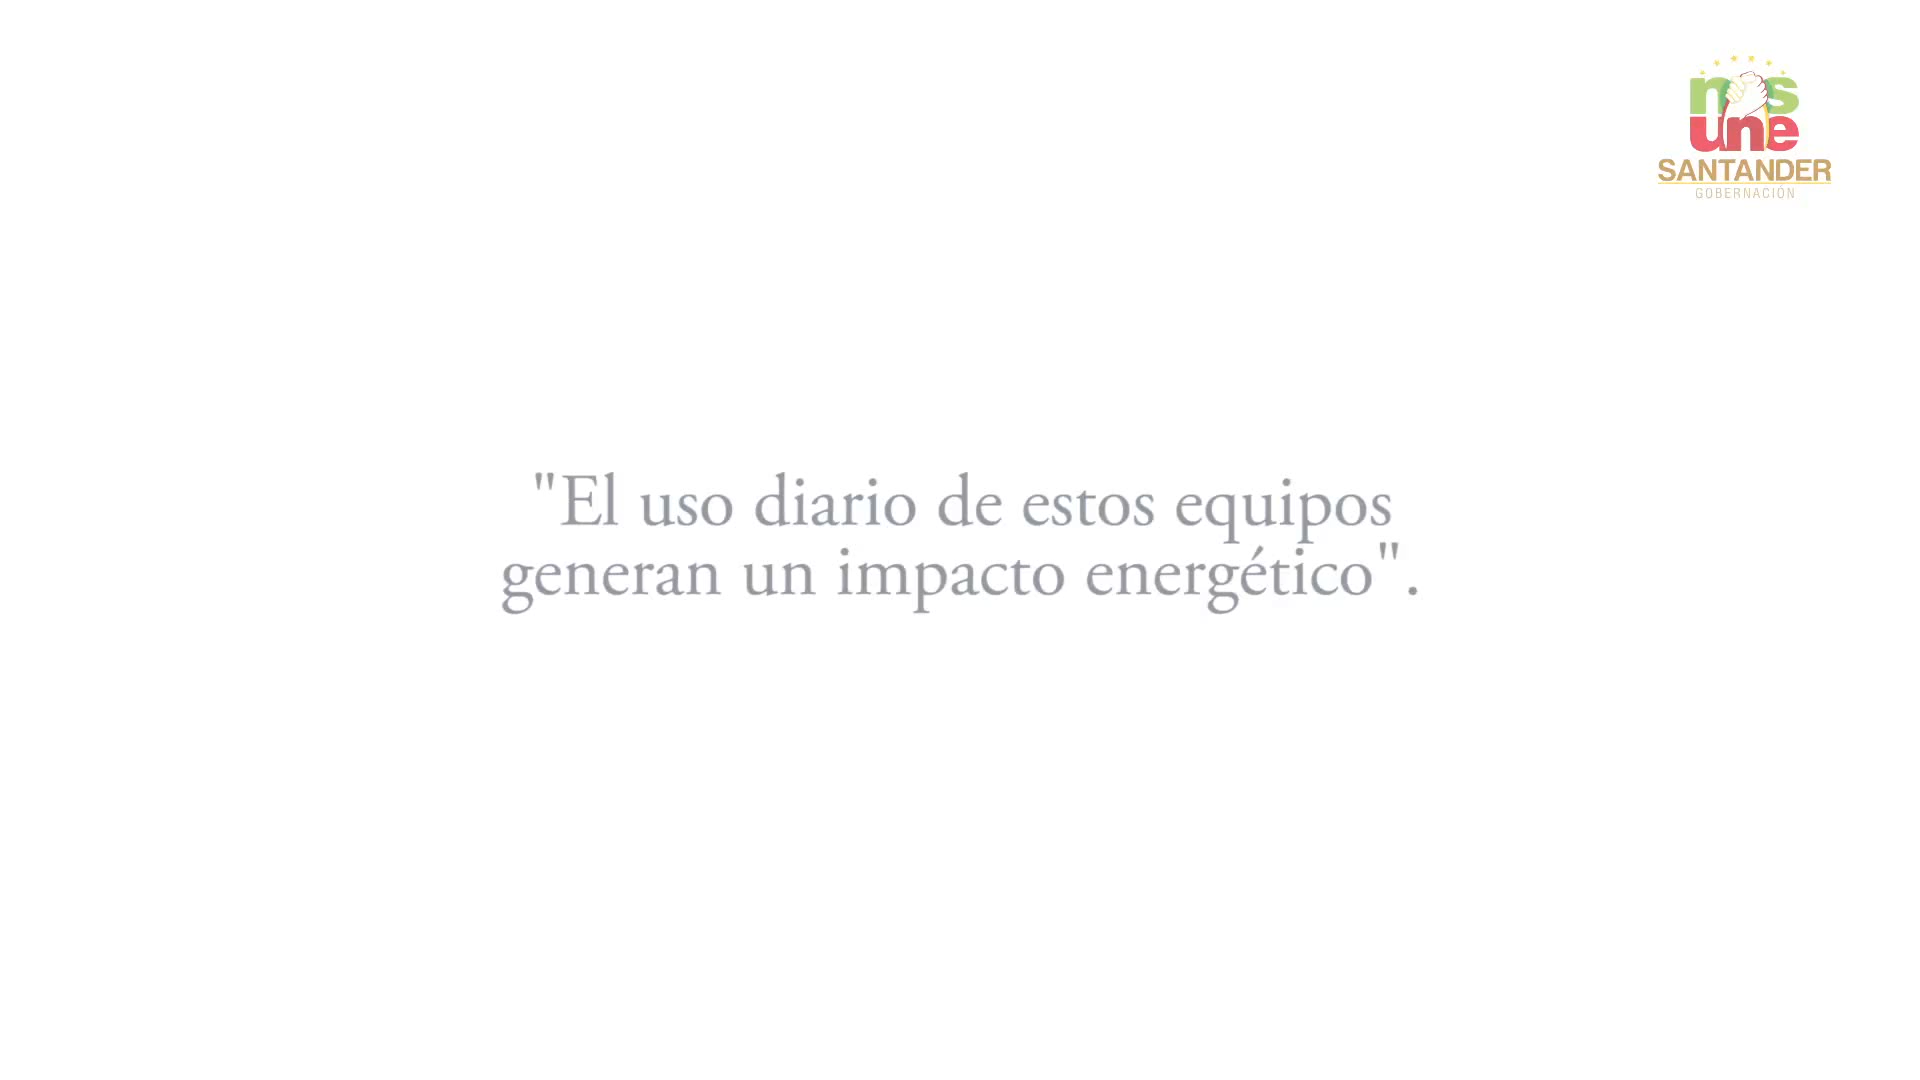 nos
une
SANTANDER
GOBERNACIÓN
"El uso diario de estos equipos
generan un impacto energético".